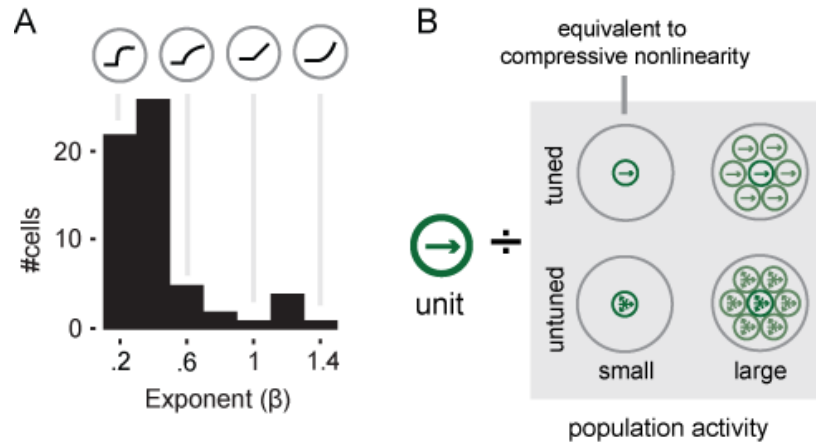 A
#cells
20
10
0
.2
.6
1
1.4
Exponent (β)
B
equivalent to
compressive nonlinearity
unit
÷
tuned
untuned
small
large
population activity